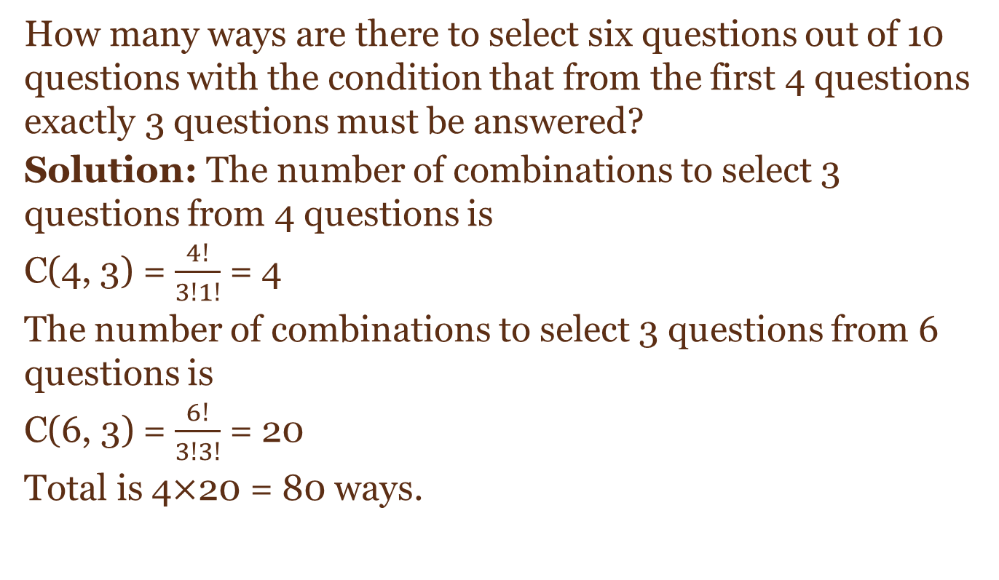 How many ways are there to select six questions out of 10
questions with the condition that from the first 4 questions
exactly 3 questions must be answered?
Solution: The number of combinations to select 3
questions from 4 questions is
C(4, 3) = 4!/3!1! = 4
The number of combinations to select 3 questions from 6
questions is
C(6, 3) = 6!/3!3! = 20
Total is 4×20 = 80 ways.